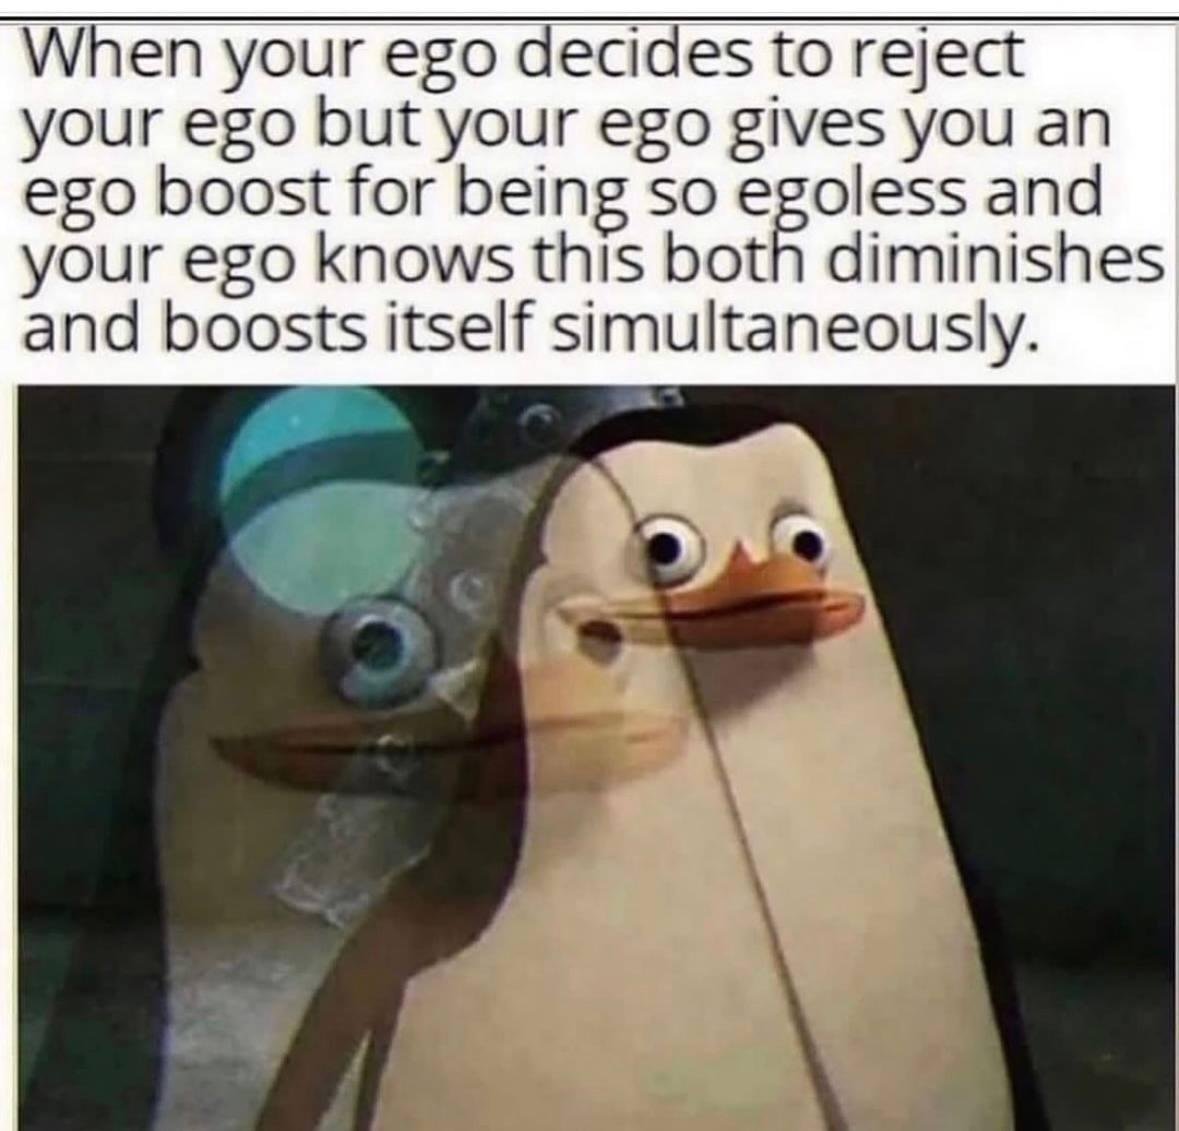 When your ego decides to reject
your ego but your ego gives you an
ego boost for being so egoless and
your ego knows this both diminishes
and boosts itself simultaneously.